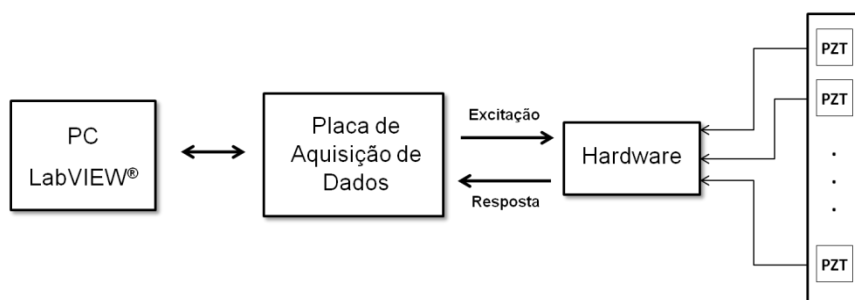 PC
LabVIEW®
Placa de
Aquisição de
Dados
Excitação
Resposta
Hardware
PZT
PZT
.
.
.
PZT